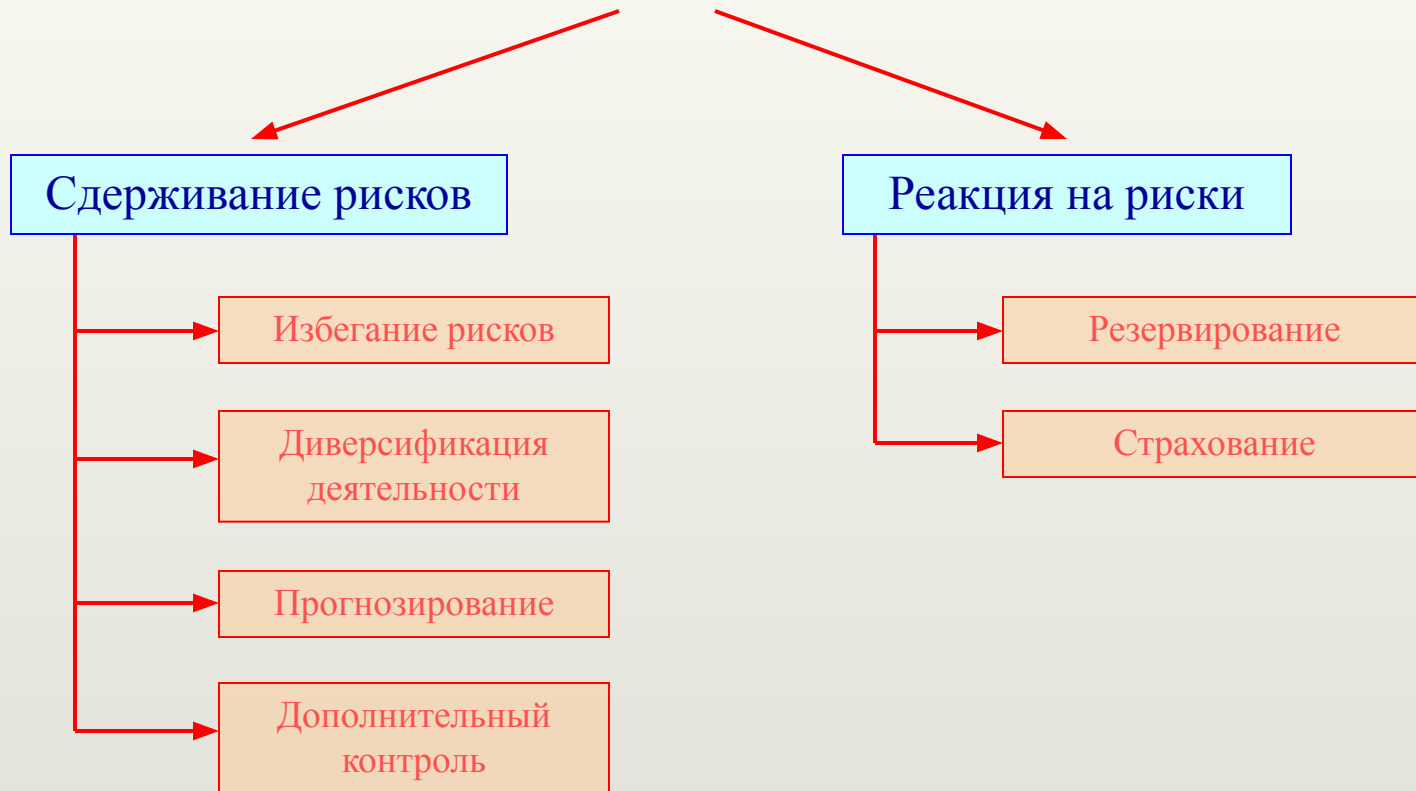 Сдерживание рисков
Избегание рисков
Диверсификация
деятельности
Прогнозирование
Дополнительный
контроль
Реакция на риски
Резервирование
Страхование